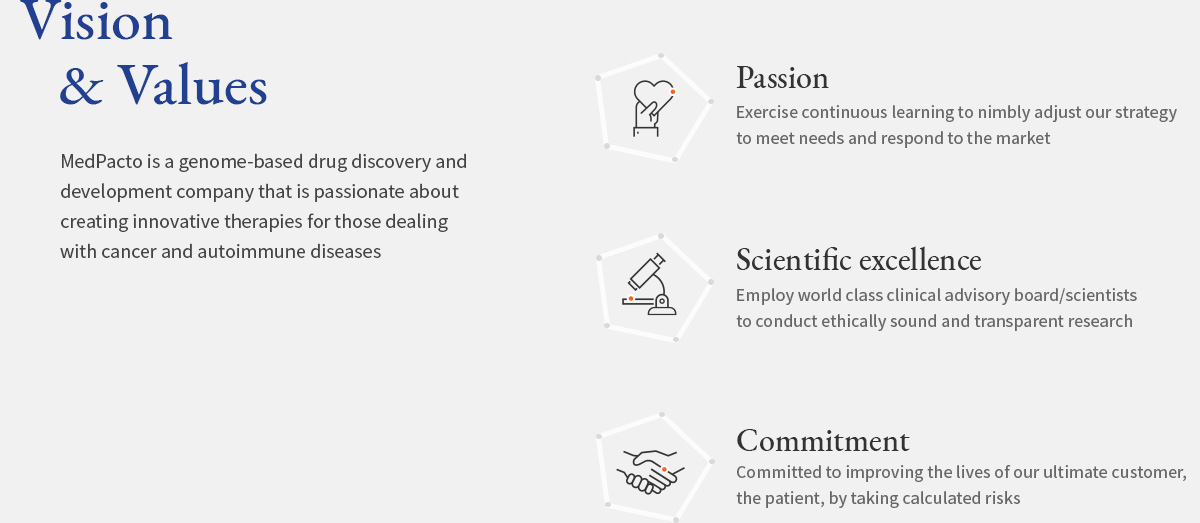 Vision
& Values
MedPacto is a genome-based drug discovery and
development company that is passionate about
creating innovative therapies for those dealing
with cancer and autoimmune diseases
Passion
Exercise continuous learning to nimbly adjust our strategy
to meet needs and respond to the market
Scientific excellence
Employ world class clinical advisory board/scientists
to conduct ethically sound and transparent research
Commitment
Committed to improving the lives of our ultimate customer,
the patient, by taking calculated risks